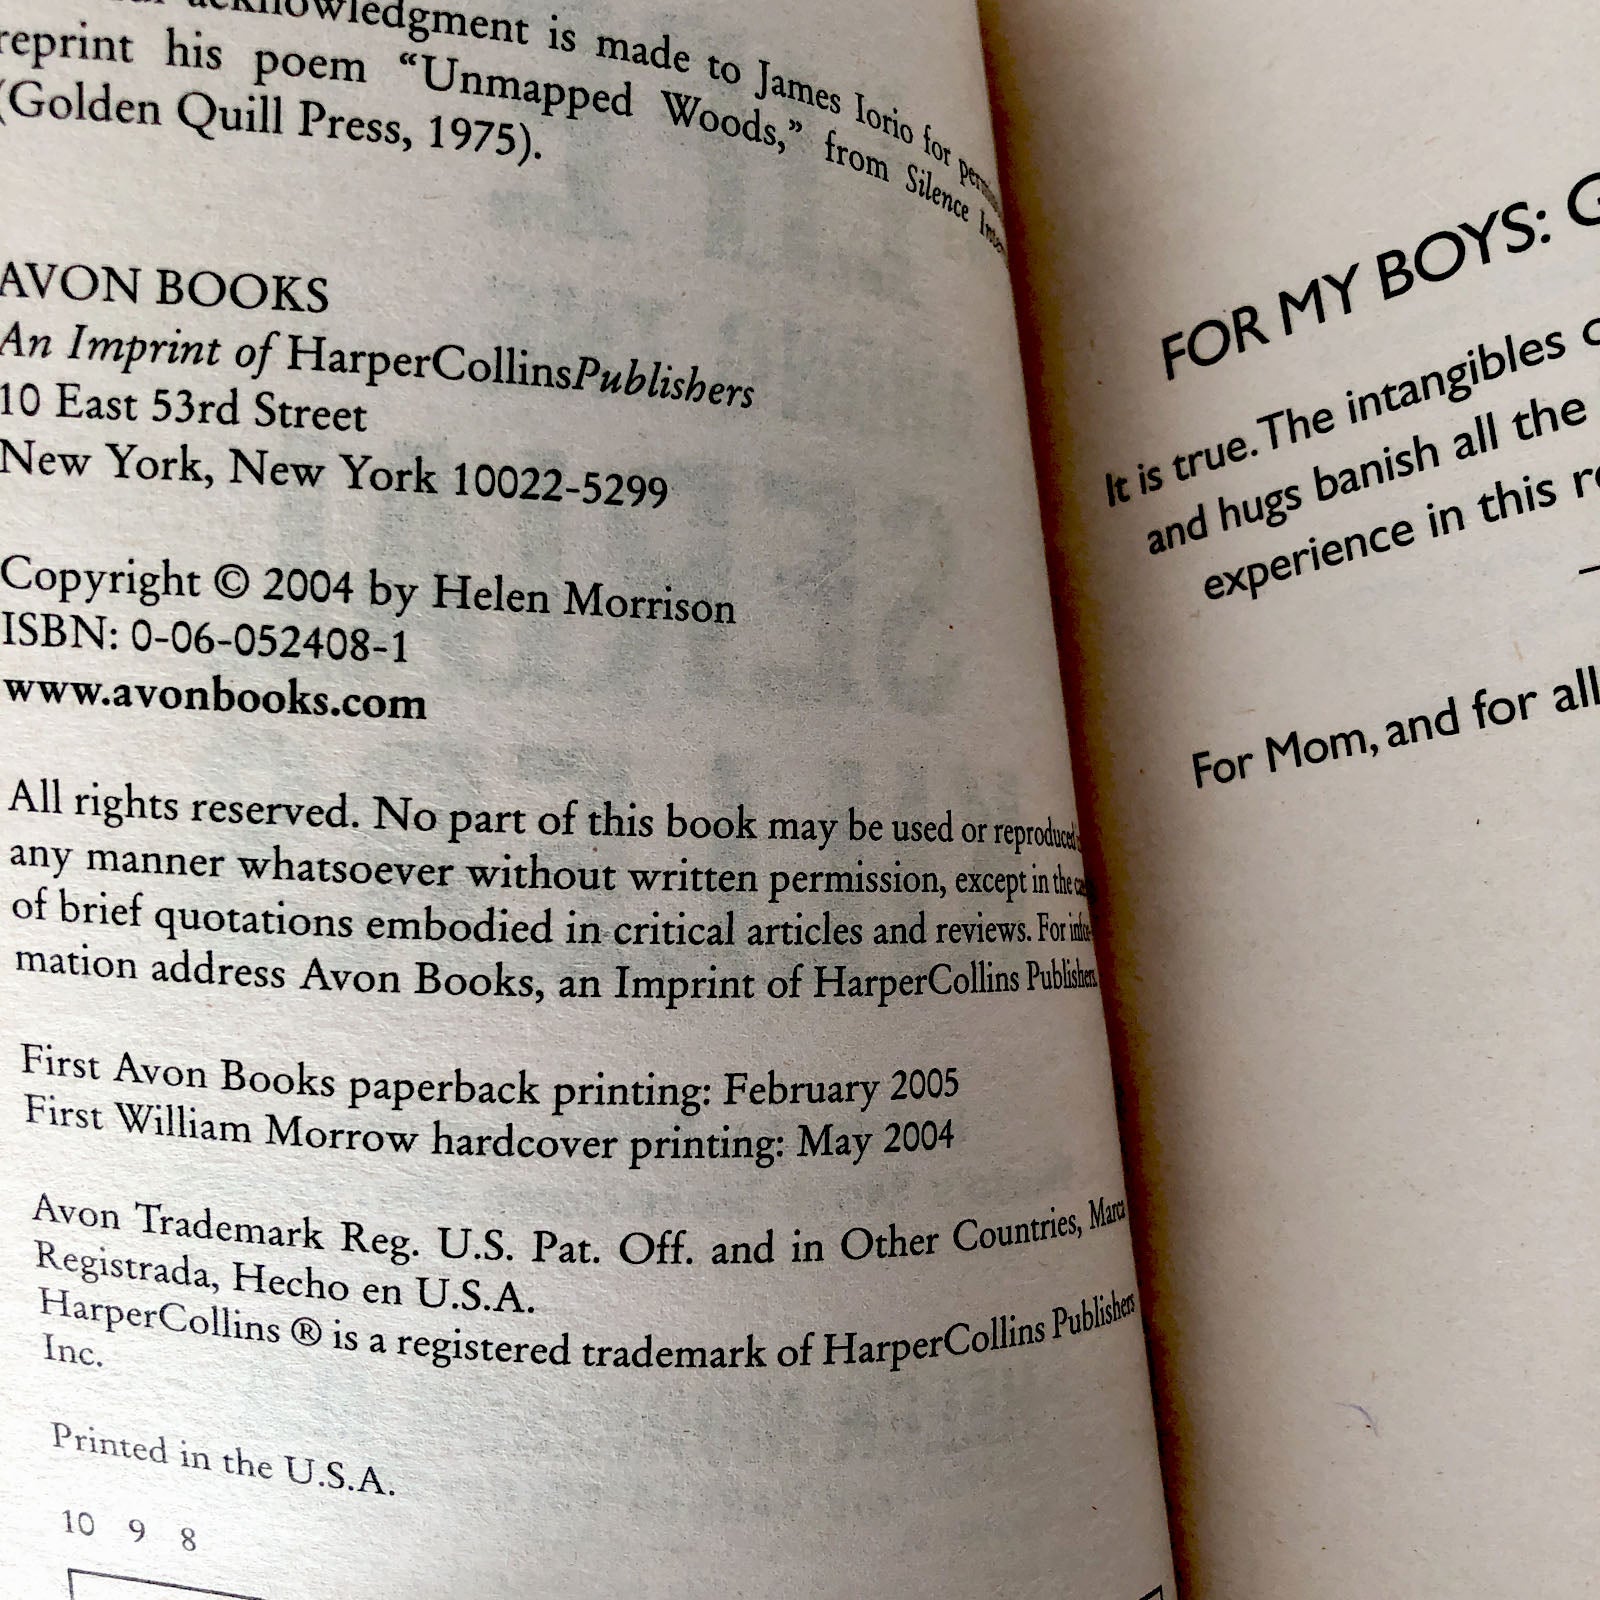 acknowledgment is made to James Iorio for
reprint his poem “Unmapped Woods,” from Silence
(Golden Quill Press, 1975).
AVON BOOKS
An Imprint of HarperCollinsPublishers
10 East 53rd Street
New York, New York 10022-5299
Copyright © 2004 by Helen Morrison
ISBN: 0-06-052408-1
www.avonbooks.com
All rights reserved. No part of this book may be used or reproduced
any manner whatsoever without written permission, except in the
of brief quotations embodied in critical articles and reviews. For infor-
mation address Avon Books, an Imprint of HarperCollins Publishers
First Avon Books paperback printing: February 2005
First William Morrow hardcover printing: May 2004
Avon Trademark Reg. U.S. Pat. Off. and in Other Countries, Marca
Registrada, Hecho en U.S.A.
HarperCollins ® is a registered trademark of HarperCollins Publishers
Inc.
Printed in the U.S.A.
10 9 8
FOR MY BOYS: G
It is true. The intangibles
and hugs banish all the
experience in this
—
For Mom, and for all